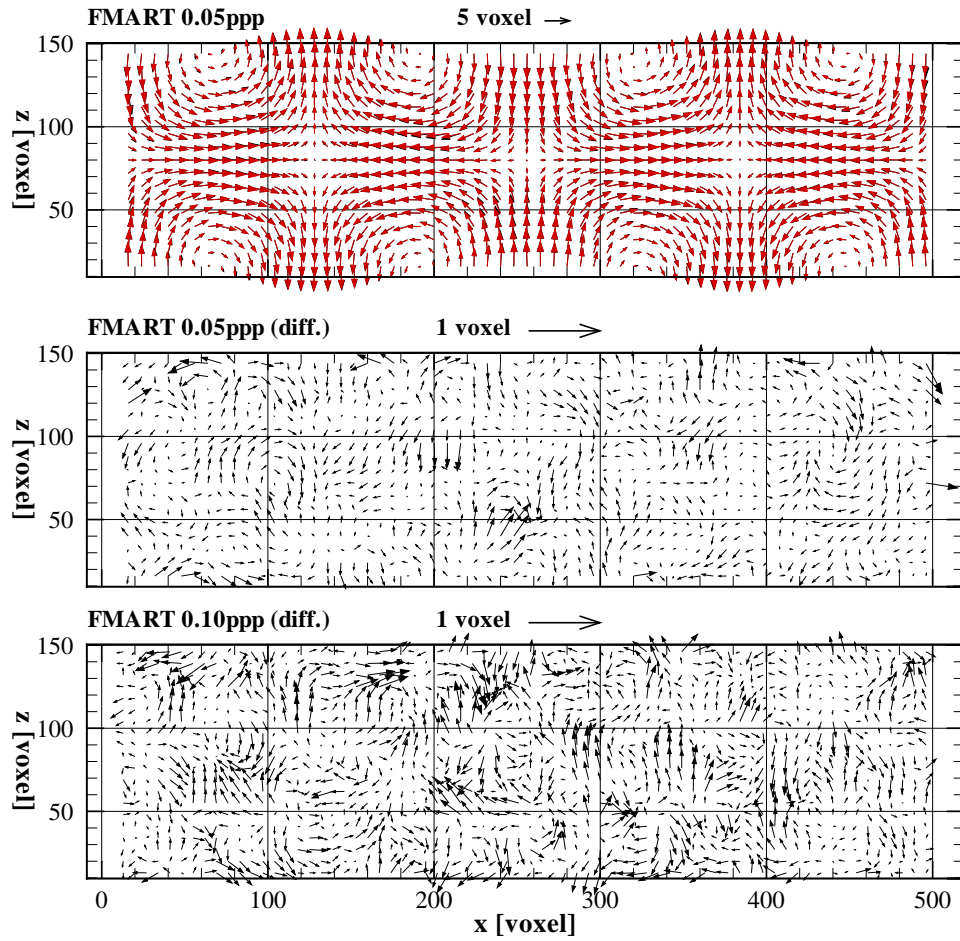 FMART 0.05ppp 5 voxel
150
100
50
z [voxel]
FMART 0.05ppp (diff.) 1 voxel
150
100
50
z [voxel]
FMART 0.10ppp (diff.) 1 voxel
150
100
50
z [voxel]
0 100 200 300 400 500
x [voxel]